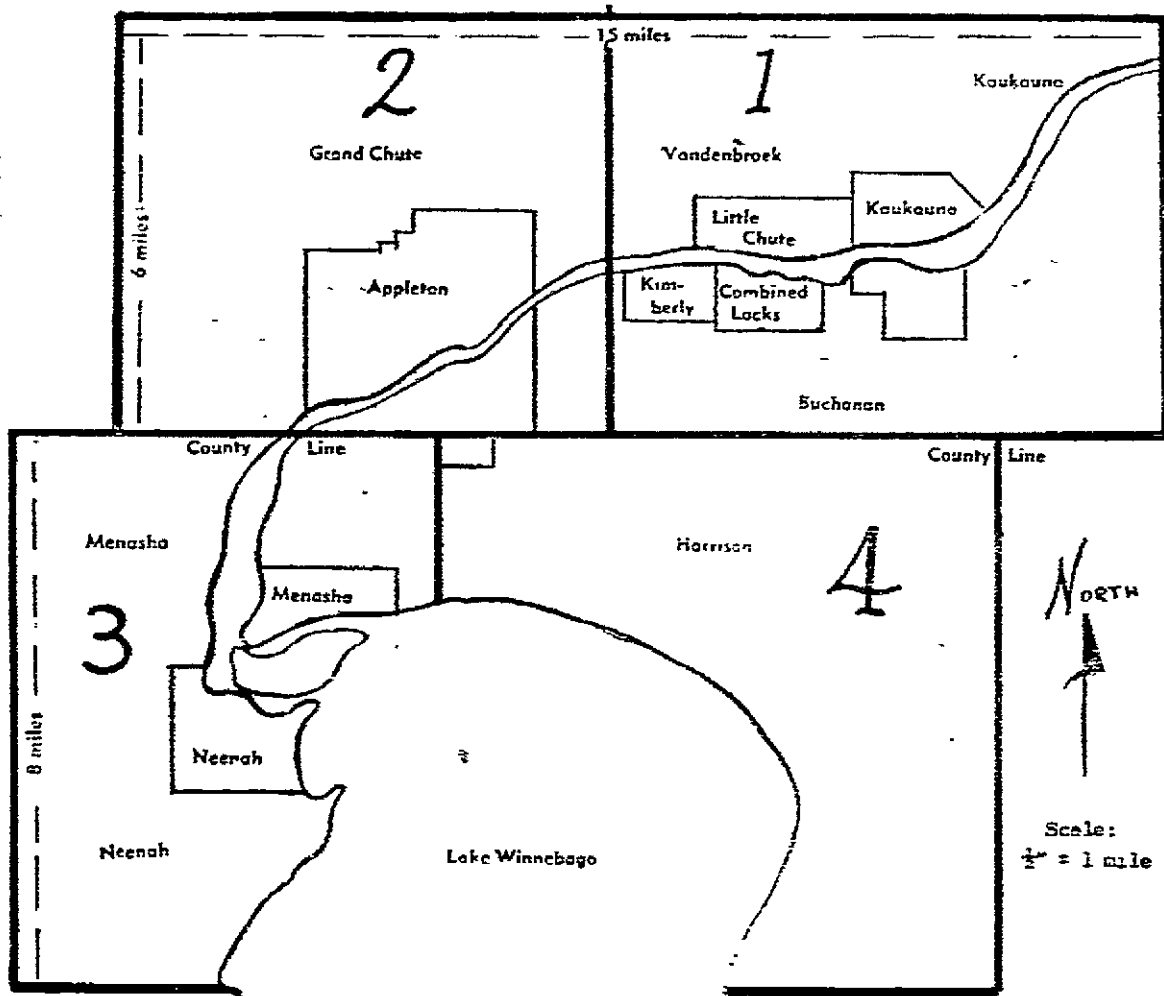 15 miles
2
1
Kaukauna
Grand Chute
Vandenbroek
6 miles
Little
Chute
Kaukauna
Appleton
Kim-
berly
Combined
Locks
Buchanan
County Line
County Line
Menasha
Harrison
4
NORTH
Menasha
3
8 miles
Neenah
Neenah
Lake Winnebago
Scale:
½" = 1 mile